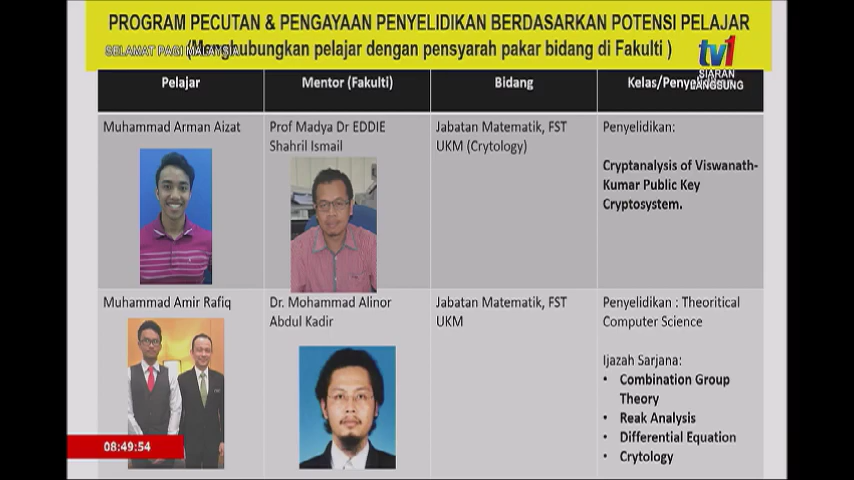 PROGRAM PECUTAN & PENGAYAAN PENYELIDIKAN BERDASARKAN POTENSI PELAJAR
SELAMAT PAGI MALAYSIA
(Menghubungkan pelajar dengan pensyarah pakar bidang di Fakulti )
tv1
SIARAN
LANGSUNG
Pelajar
Mentor (Fakulti)
Bidang
Muhammad Arman Aizat
Prof Madya Dr EDDIE
Shahril Ismail
Jabatan Matematik, FST
UKM (Crytology)
Penyelidikan:
Cryptanalysis of Viswanath-
Kumar Public Key
Cryptosystem.
Muhammad Amir Rafiq
Dr. Mohammad Alinor
Abdul Kadir
Jabatan Matematik, FST
UKM
Penyelidikan : Theoritical
Computer Science
Ijazah Sarjana:
• Combination Group
Theory
• Reak Analysis
• Differential Equation
• Crytology
08:49:54